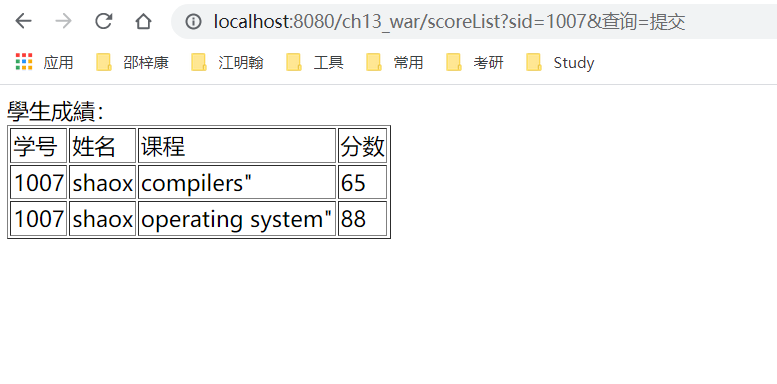 localhost:8080/ch13_war/scoreList?sid=1007&查询=提交
应用 邵梓康 江明翰 工具 常用 考研 Study
學生成績：
学号 姓名 课程 分数
1007 shaox compilers" 65
1007 shaox operating system" 88